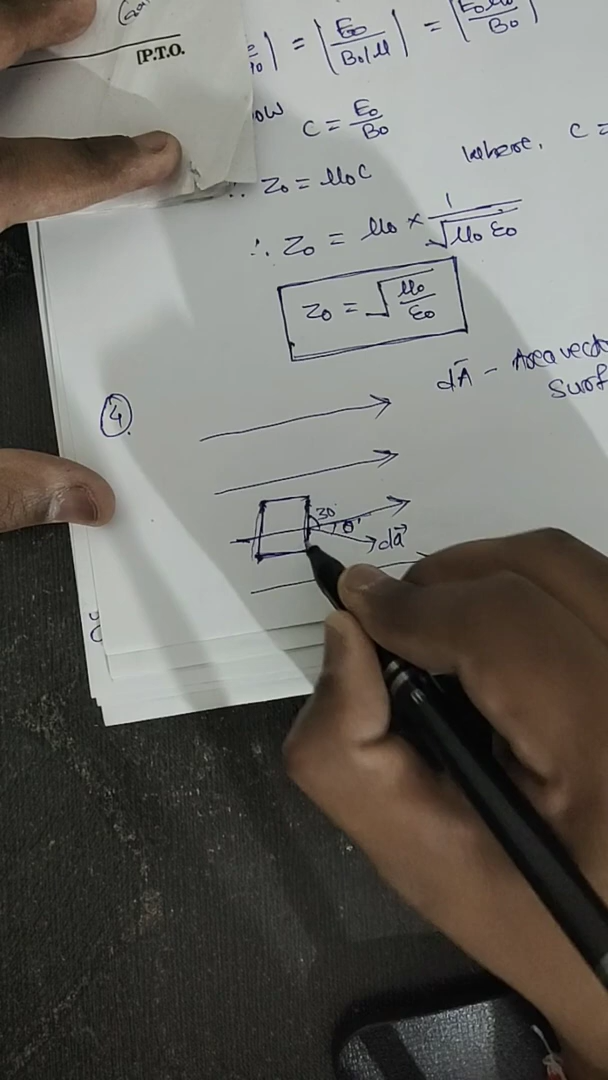 [P.T.O.
| = | E₀ / B₀/μ | = | E₀μ₀ / B₀ |
c = E₀/B₀
where, c =
∴ Z₀ = μ₀c
∴ Z₀ = μ₀ × 1/√μ₀ε₀
Z₀ = √μ₀/ε₀
dĀ - Area vect
Surf
④.
30°
θ'
da⃗